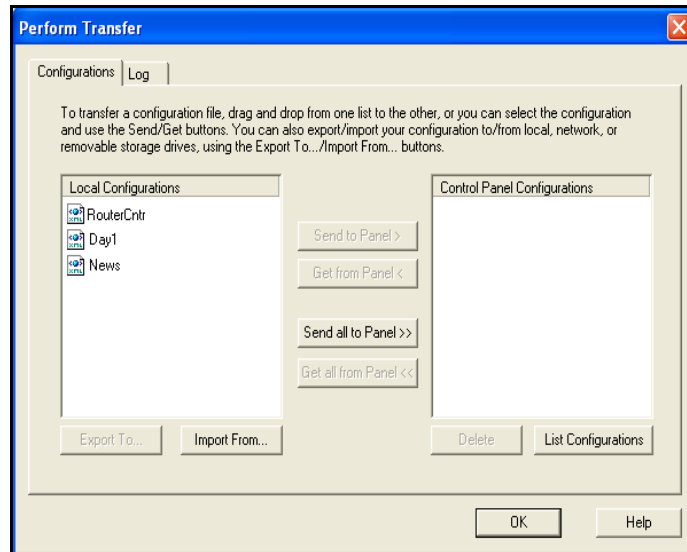 Perform Transfer
Configurations
Log
To transfer a configuration file, drag and drop from one list to the other, or you can select the configuration
and use the Send/Get buttons. You can also export/import your configuration to/from local, network, or
removable storage drives, using the Export To.../Import From... buttons.
Local Configurations
RouterCntr
Day1
News
Send to Panel >
Get from Panel <
Send all to Panel >>
Get all from Panel <<
Control Panel Configurations
Export To...
Import From...
Delete
List Configurations
OK
Help